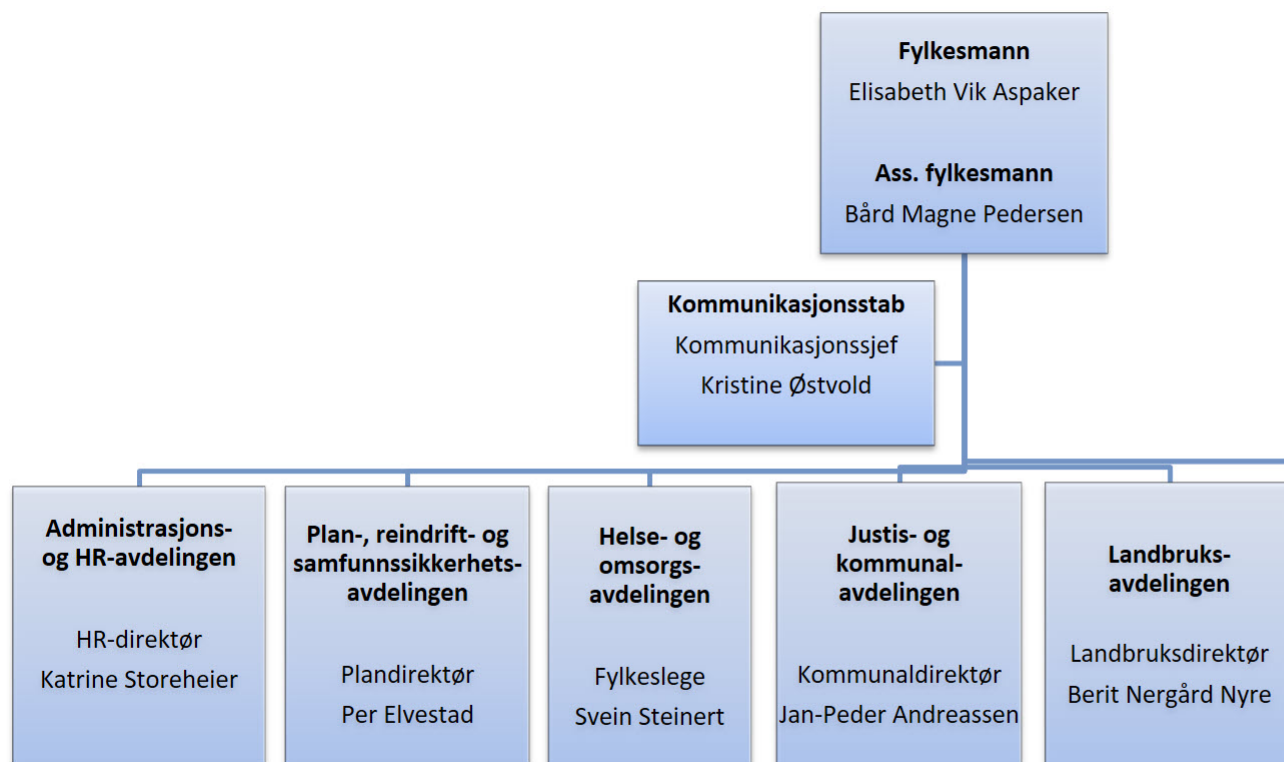 Fylkesmann
Elisabeth Vik Aspaker
Ass. fylkesmann
Bård Magne Pedersen
Kommunikasjonsstab
Kommunikasjonssjef
Kristine Østvold
Administrasjons-
og HR-avdelingen
HR-direktør
Katrine Storeheier
Plan-, reindrift- og
samfunnssikkerhets-
avdelingen
Plandirektør
Per Elvestad
Helse- og
omsorgs-
avdelingen
Fylkeslege
Svein Steinert
Justis- og
kommunal-
avdelingen
Kommunaldirektør
Jan-Peder Andreassen
Landbruks-
avdelingen
Landbruksdirektør
Berit Nergård Nyre